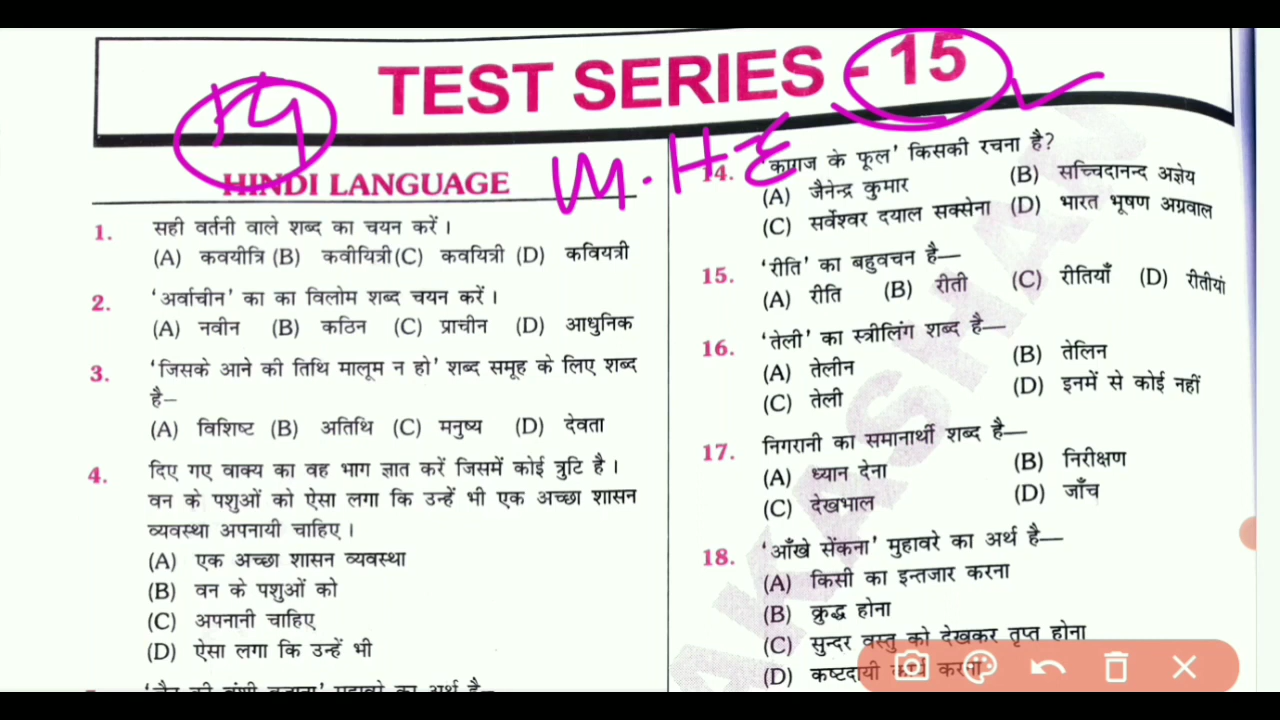 TEST SERIES - 15
19
M.HE
HINDI LANGUAGE
1. सही वर्तनी वाले शब्द का चयन करें।
(A) कवयीत्रि (B) कवीयित्री (C) कवयित्री (D) कवियत्री
2. 'अर्वाचीन' का का विलोम शब्द चयन करें।
(A) नवीन (B) कठिन (C) प्राचीन (D) आधुनिक
3. 'जिसके आने की तिथि मालूम न हो' शब्द समूह के लिए शब्द
है–
(A) विशिष्ट (B) अतिथि (C) मनुष्य (D) देवता
4. दिए गए वाक्य का वह भाग ज्ञात करें जिसमें कोई त्रुटि है।
वन के पशुओं को ऐसा लगा कि उन्हें भी एक अच्छा शासन
व्यवस्था अपनायी चाहिए।
(A) एक अच्छा शासन व्यवस्था
(B) वन के पशुओं को
(C) अपनानी चाहिए
(D) ऐसा लगा कि उन्हें भी
14. 'कागज के फूल' किसकी रचना है?
(A) जैनेन्द्र कुमार (B) सच्चिदानन्द अज्ञेय
(C) सर्वेश्वर दयाल सक्सेना (D) भारत भूषण अग्रवाल
15. 'रीति' का बहुवचन है—
(A) रीति (B) रीती (C) रीतियाँ (D) रीतीयां
16. 'तेली' का स्त्रीलिंग शब्द है—
(A) तेलीन (B) तेलिन
(C) तेली (D) इनमें से कोई नहीं
17. निगरानी का समानार्थी शब्द है—
(A) ध्यान देना (B) निरीक्षण
(C) देखभाल (D) जाँच
18. 'आँखे सेंकना' मुहावरे का अर्थ है—
(A) किसी का इन्तजार करना
(B) क्रुद्ध होना
(C) सुन्दर वस्तु को देखकर तृप्त होना
(D) कष्टदायी कार्य करना